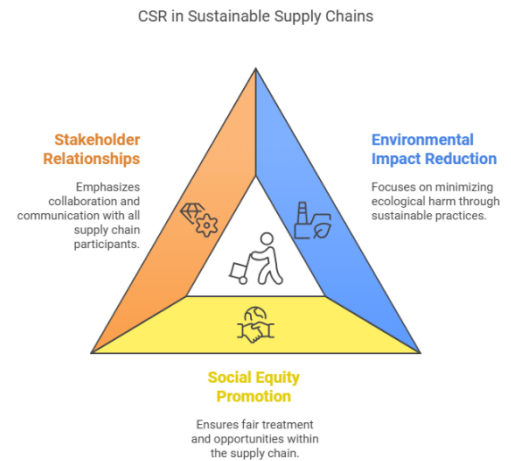 CSR in Sustainable Supply Chains
Stakeholder
Relationships
Emphasizes
collaboration and
communication with all
supply chain
participants.
Environmental
Impact Reduction
Focuses on minimizing
ecological harm through
sustainable practices.
Social Equity
Promotion
Ensures fair treatment
and opportunities within
the supply chain.